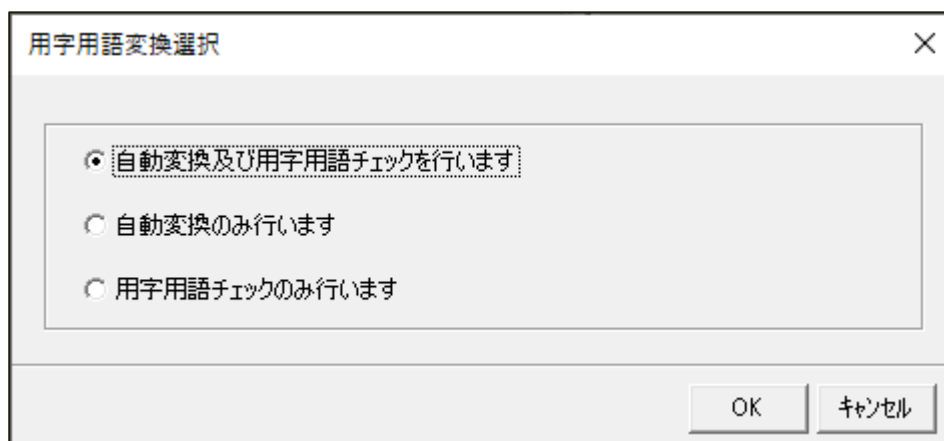 用字用語変換選択
自動変換及び用字用語チェックを行います
自動変換のみ行います
用字用語チェックのみ行います
OK
キャンセル